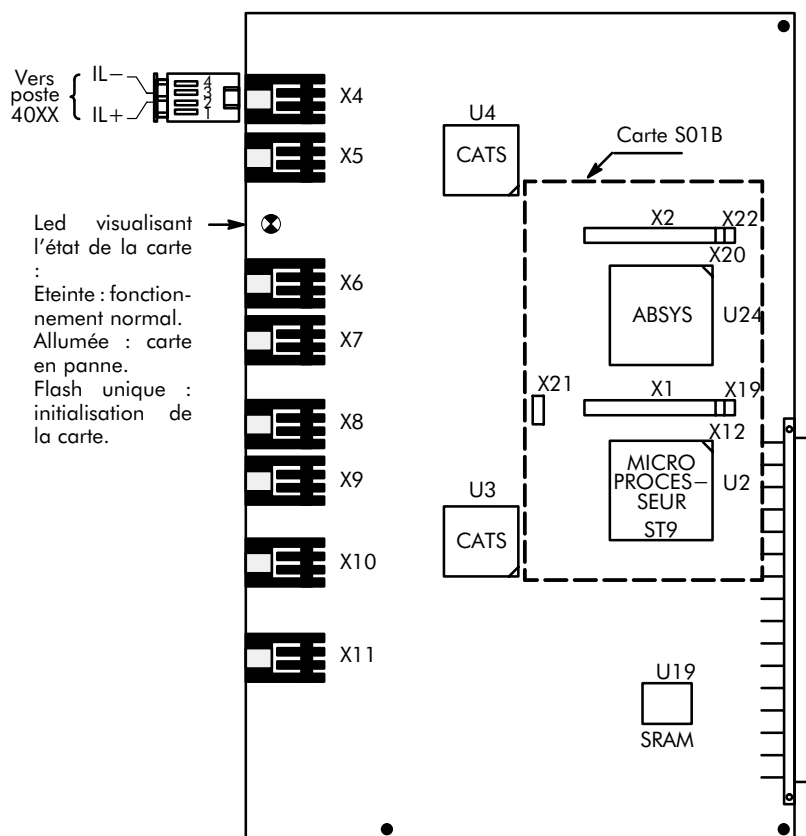 Vers
poste
40XX
IL−
IL+
4
3
2
1
X4
X5
Led visualisant
l'état de la carte
:
Eteinte : fonction-
nement normal.
Allumée : carte
en panne.
Flash unique :
initialisation de
la carte.
X6
X7
X8
X9
X10
X11
U4
CATS
Carte S01B
X2
X22
X20
ABSYS
U24
X21
X1
X19
X12
MICRO
PROCES−
SEUR
ST9
U2
U3
CATS
U19
SRAM